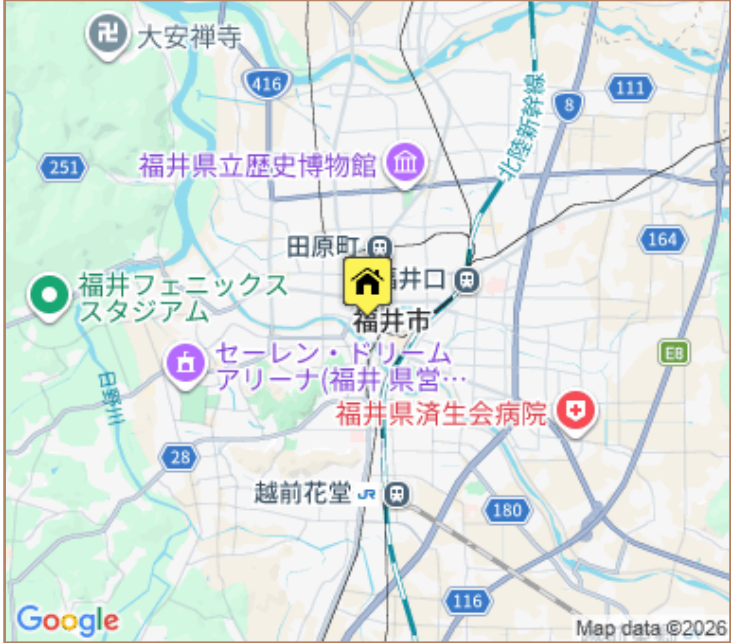 大安禅寺
416
111
8
北陸新幹線
251
福井県立歴史博物館
田原町
164
福井口
福井フェニックス
スタジアム
福井市
E8
セーレン・ドリーム
アリーナ(福井県営…
日野川
福井県済生会病院
28
越前花堂 JR
180
116
Google
Map data ©2026